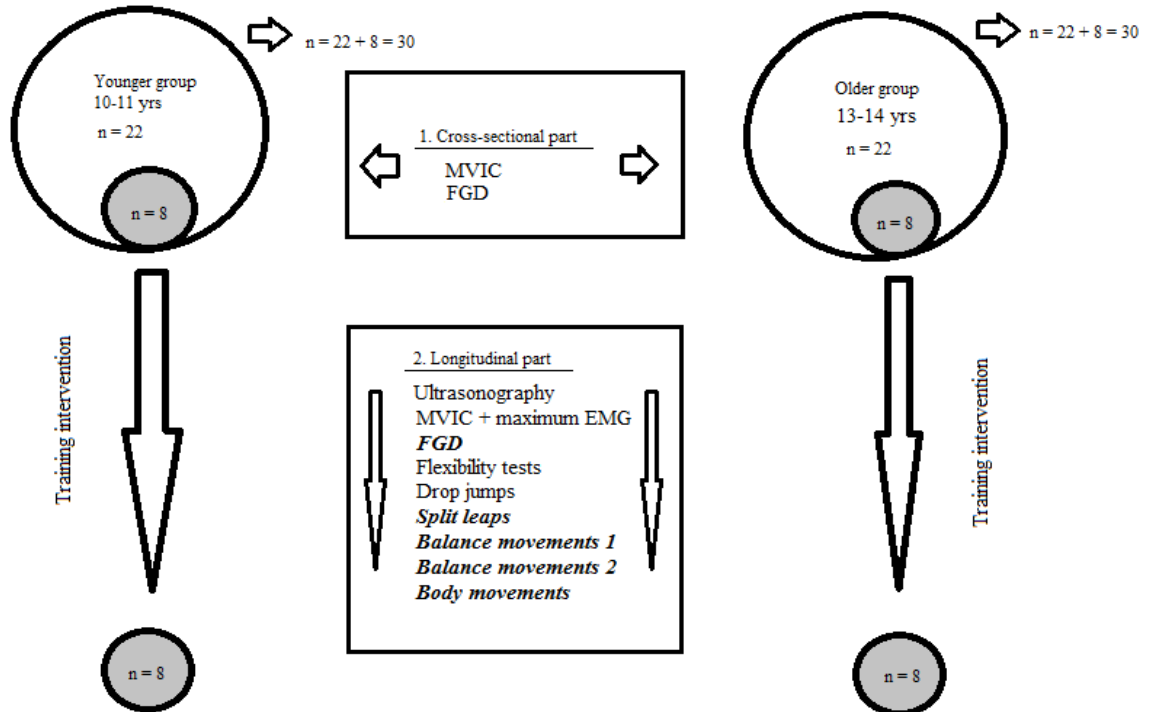 n = 22 + 8 = 30
Younger group
10-11 yrs
n = 22
n = 8
1. Cross-sectional part
MVIC
FGD
n = 22 + 8 = 30
Older group
13-14 yrs
n = 22
n = 8
Training intervention
2. Longitudinal part
Ultrasonography
MVIC + maximum EMG
FGD
Flexibility tests
Drop jumps
Split leaps
Balance movements 1
Balance movements 2
Body movements
Training intervention
n = 8
n = 8